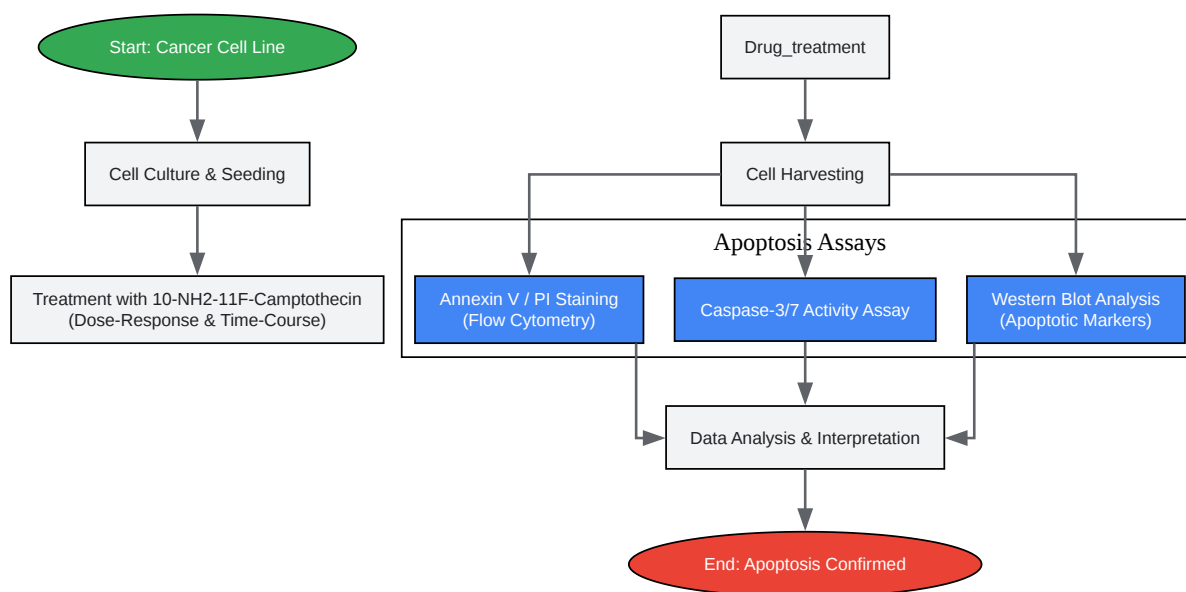 Start: Cancer Cell Line
Cell Culture & Seeding
Treatment with 10-NH2-11F-Camptothecin
(Dose-Response & Time-Course)
Drug_treatment
Cell Harvesting
Apoptosis Assays
Annexin V / PI Staining
(Flow Cytometry)
Caspase-3/7 Activity Assay
Western Blot Analysis
(Apoptotic Markers)
Data Analysis & Interpretation
End: Apoptosis Confirmed